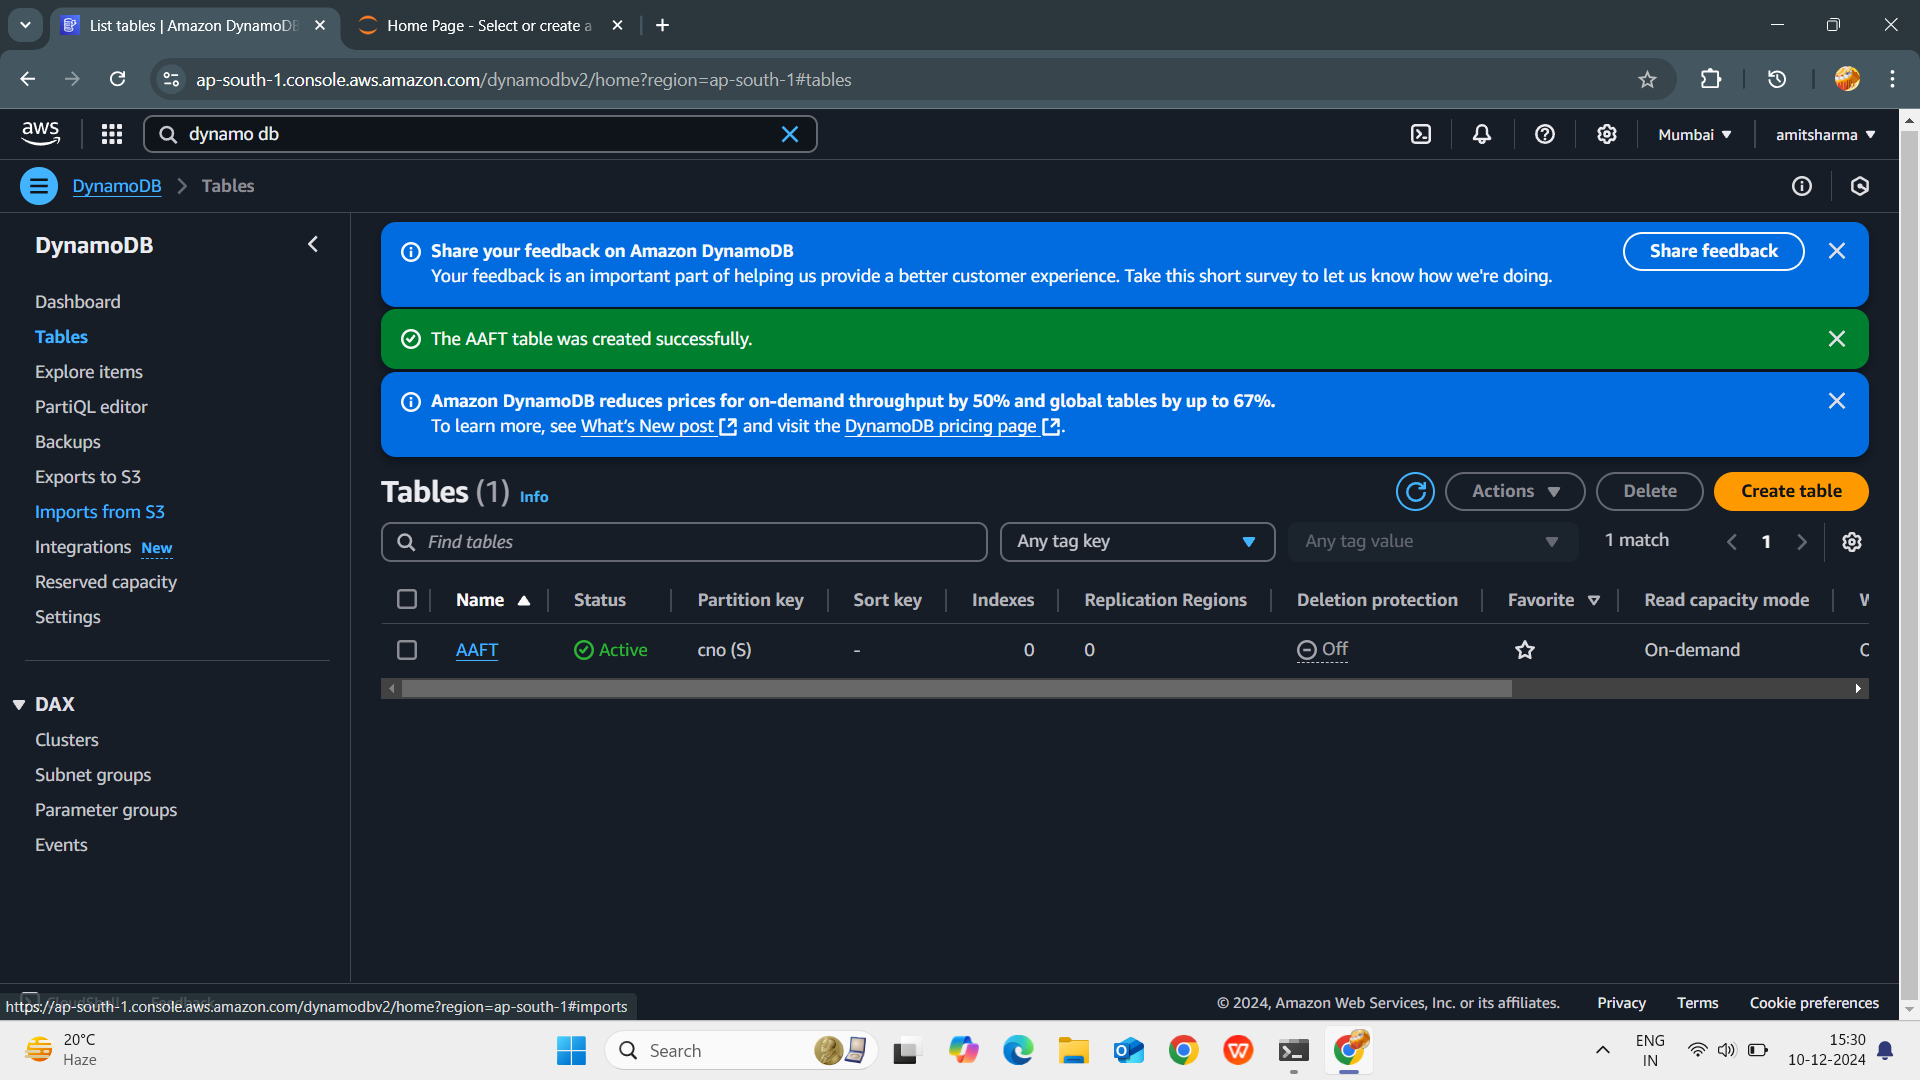 List tables | Amazon DynamoDB
Home Page - Select or create a
ap-south-1.console.aws.amazon.com/dynamodbv2/home?region=ap-south-1#tables
aws
dynamo db
Mumbai
amitsharma
DynamoDB
Tables
DynamoDB
Dashboard
Tables
Explore items
PartiQL editor
Backups
Exports to S3
Imports from S3
Integrations New
Reserved capacity
Settings
DAX
Clusters
Subnet groups
Parameter groups
Events
Share your feedback on Amazon DynamoDB
Your feedback is an important part of helping us provide a better customer experience. Take this short survey to let us know how we're doing.
Share feedback
The AAFT table was created successfully.
Amazon DynamoDB reduces prices for on-demand throughput by 50% and global tables by up to 67%.
To learn more, see What's New post and visit the DynamoDB pricing page.
Tables (1) Info
Actions
Delete
Create table
Find tables
Any tag key
Any tag value
1 match
1
Name Status Partition key Sort key Indexes Replication Regions Deletion protection Favorite Read capacity mode W
AAFT Active cno (S) - 0 0 Off On-demand
CloudShell Feedback
https://ap-south-1.console.aws.amazon.com/dynamodbv2/home?region=ap-south-1#imports
© 2024, Amazon Web Services, Inc. or its affiliates.
Privacy
Terms
Cookie preferences
20°C
Haze
Search
ENG
IN
15:30
10-12-2024